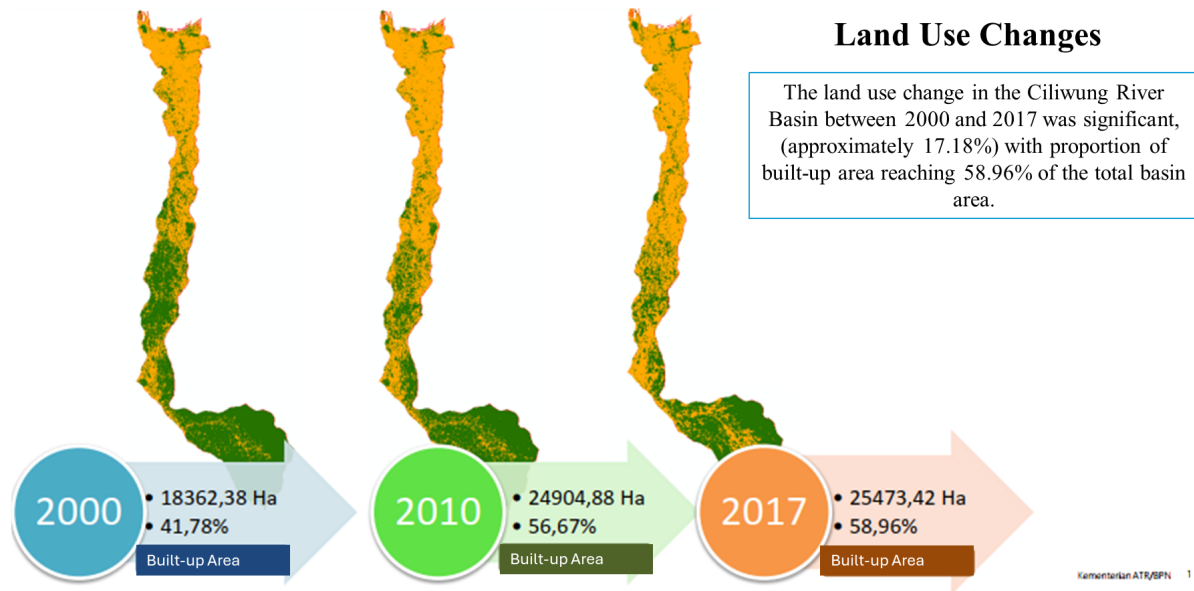 Land Use Changes
The land use change in the Ciliwung River
Basin between 2000 and 2017 was significant,
(approximately 17.18%) with proportion of
built-up area reaching 58.96% of the total basin
area.
2000
• 18362,38 Ha
• 41,78%
Built-up Area
2010
• 24904,88 Ha
• 56,67%
Built-up Area
2017
• 25473,42 Ha
• 58,96%
Built-up Area
Kementerian ATR/BPN 1